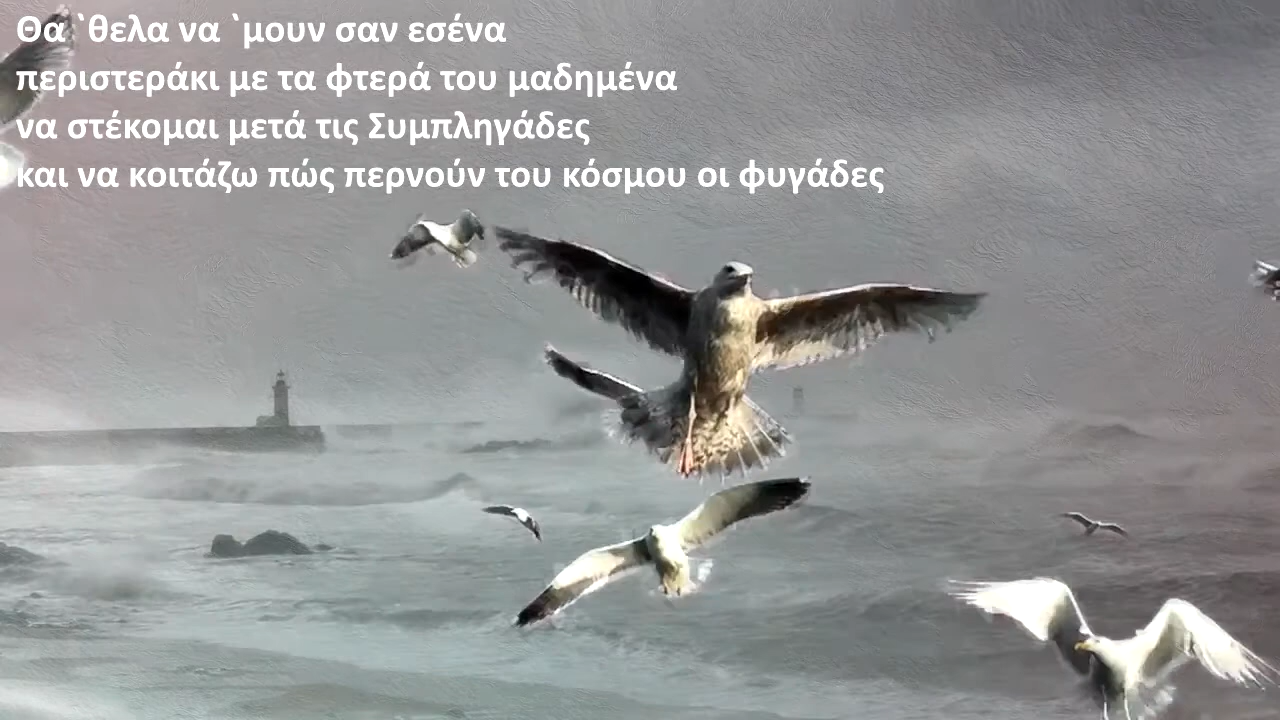 Θα `θελα να `μουν σαν εσένα
περιστεράκι με τα φτερά του μαδημένα
να στέκομαι μετά τις Συμπληγάδες
και να κοιτάζω πώς περνούν του κόσμου οι φυγάδες